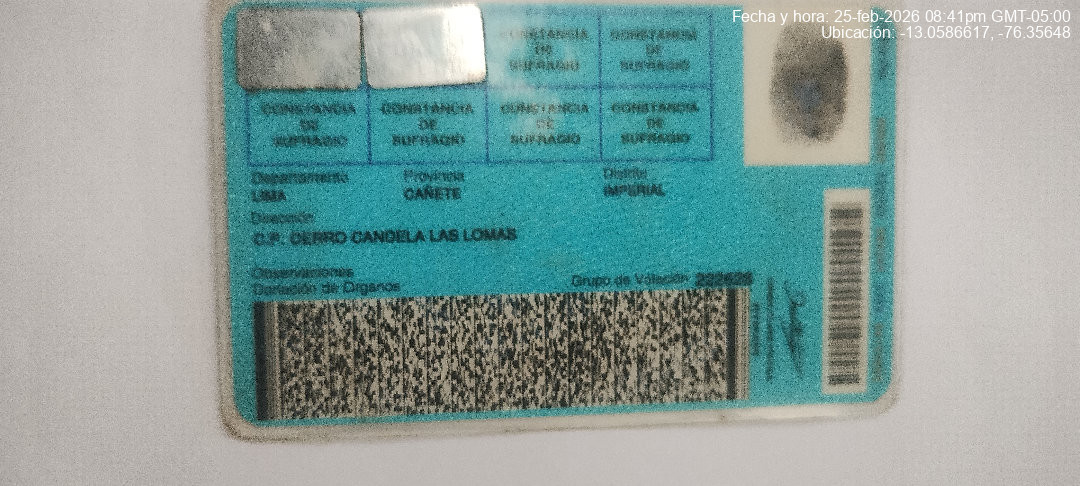 Fecha y hora: 25-feb-2026 08:41pm GMT-05:00
Ubicación: -13.0586617, -76.35648
CONSTANCIA DE SUFRAGIO
CONSTANCIA DE SUFRAGIO
CONSTANCIA DE SUFRAGIO
CONSTANCIA DE SUFRAGIO
CONSTANCIA DE SUFRAGIO
CONSTANCIA DE SUFRAGIO
Departamento Provincia Distrito
LIMA CAÑETE IMPERIAL
Dirección
C.P. CERRO CANDELA LAS LOMAS
Observaciones
Donación de Organos Grupo de Votación